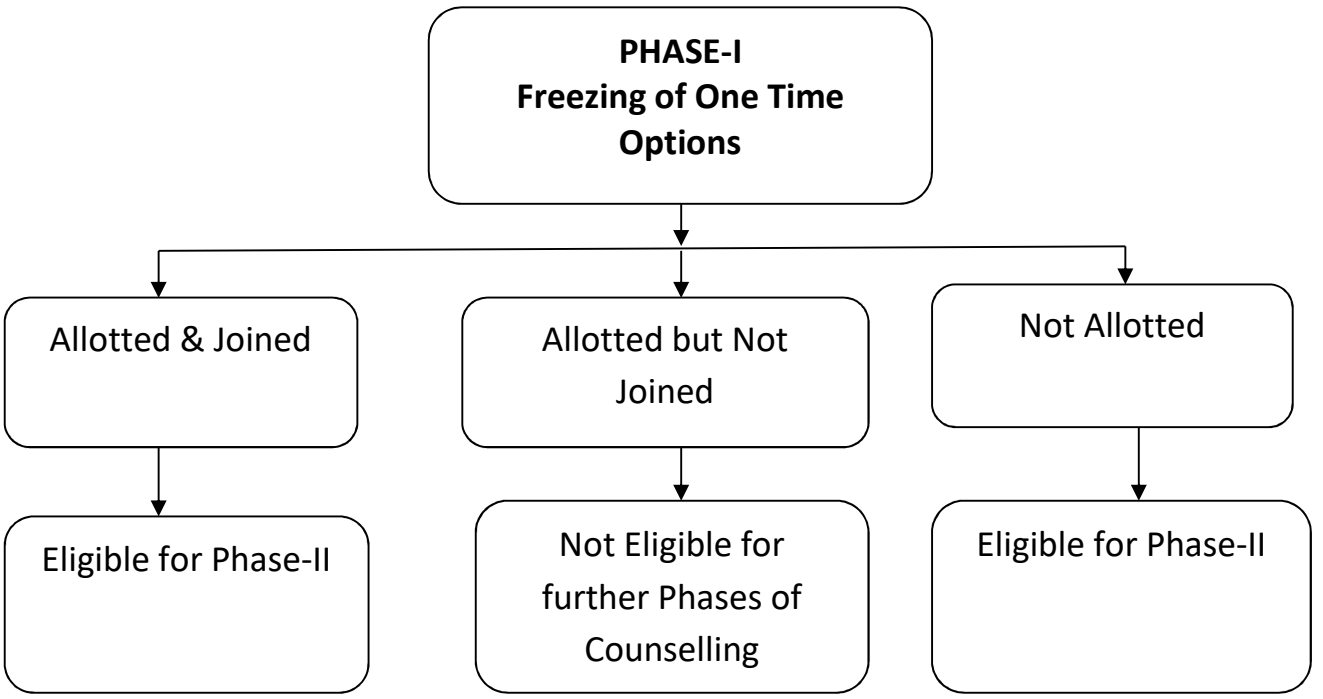 PHASE-I
Freezing of One Time
Options
Allotted & Joined
Allotted but Not
Joined
Not Allotted
Eligible for Phase-II
Not Eligible for
further Phases of
Counselling
Eligible for Phase-II